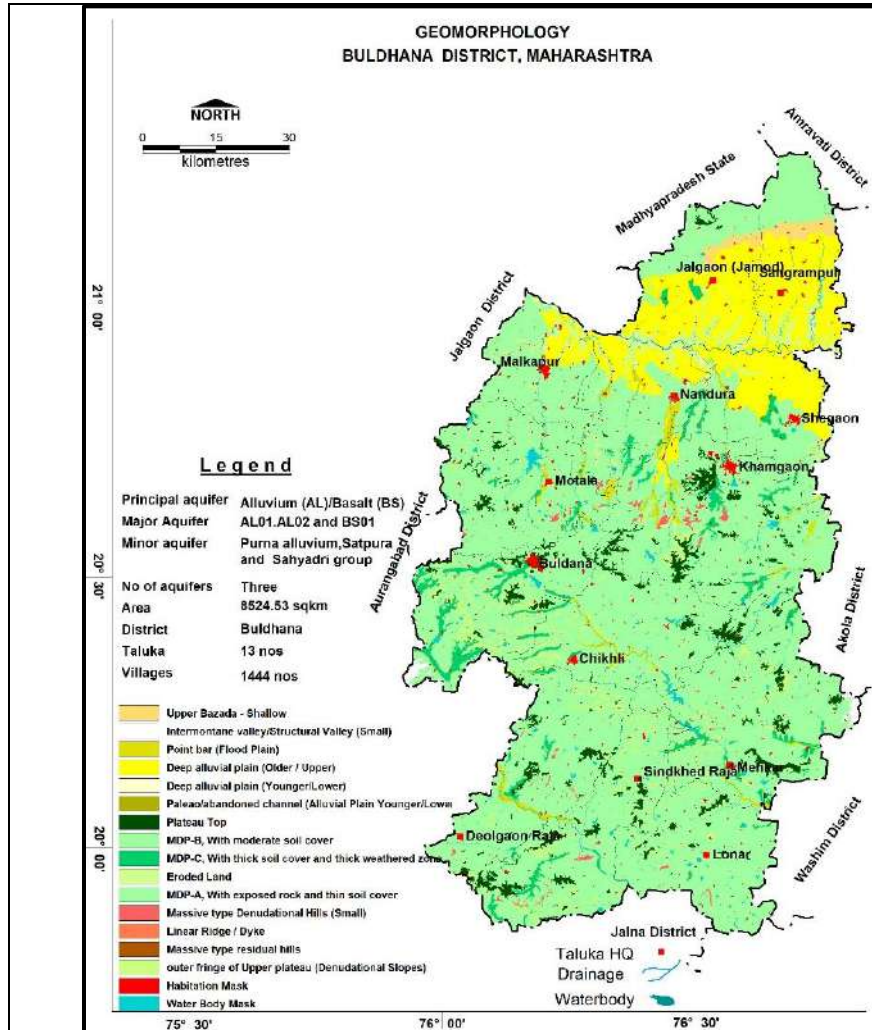 GEOMORPHOLOGY
BULDHANA DISTRICT, MAHARASHTRA
NORTH
0 15 30
kilometres
Amravati District
Madhyapradesh State
Jalgaon (Jamod)
Sangrampur
21° 00'
Jalgaon District
Malkapur
Nandura
Shegaon
Khamgaon
Motala
Legend
Principal aquifer Alluvium (AL)/Basalt (BS)
Major Aquifer AL01.AL02 and BS01
Minor aquifer Purna alluvium,Satpura
and Sahyadri group
No of aquifers Three
Area 8524.53 sqkm
District Buldhana
Taluka 13 nos
Villages 1444 nos
Aurangabad District
20° 30'
Buldana
Akola District
Chikhli
Upper Bazada - Shallow
Intermontane valley/Structural Valley (Small)
Point bar (Flood Plain)
Deep alluvial plain (Older / Upper)
Deep alluvial plain (Younger/Lower)
Paleao/abandoned channel (Alluvial Plain Younger/Lower
Plateau Top
MDP-B, With moderate soil cover
MDP-C, With thick soil cover and thick weathered zone
Eroded Land
MDP-A, With exposed rock and thin soil cover
Massive type Denudational Hills (Small)
Linear Ridge / Dyke
Massive type residual hills
outer fringe of Upper plateau (Denudational Slopes)
Habitation Mask
Water Body Mask
Sindkhed Raja
Deolgaon Raja
Lonar
20° 00'
Washim District
Jalna District
Taluka HQ
Drainage
Waterbody
75° 30' 76° 00' 76° 30'